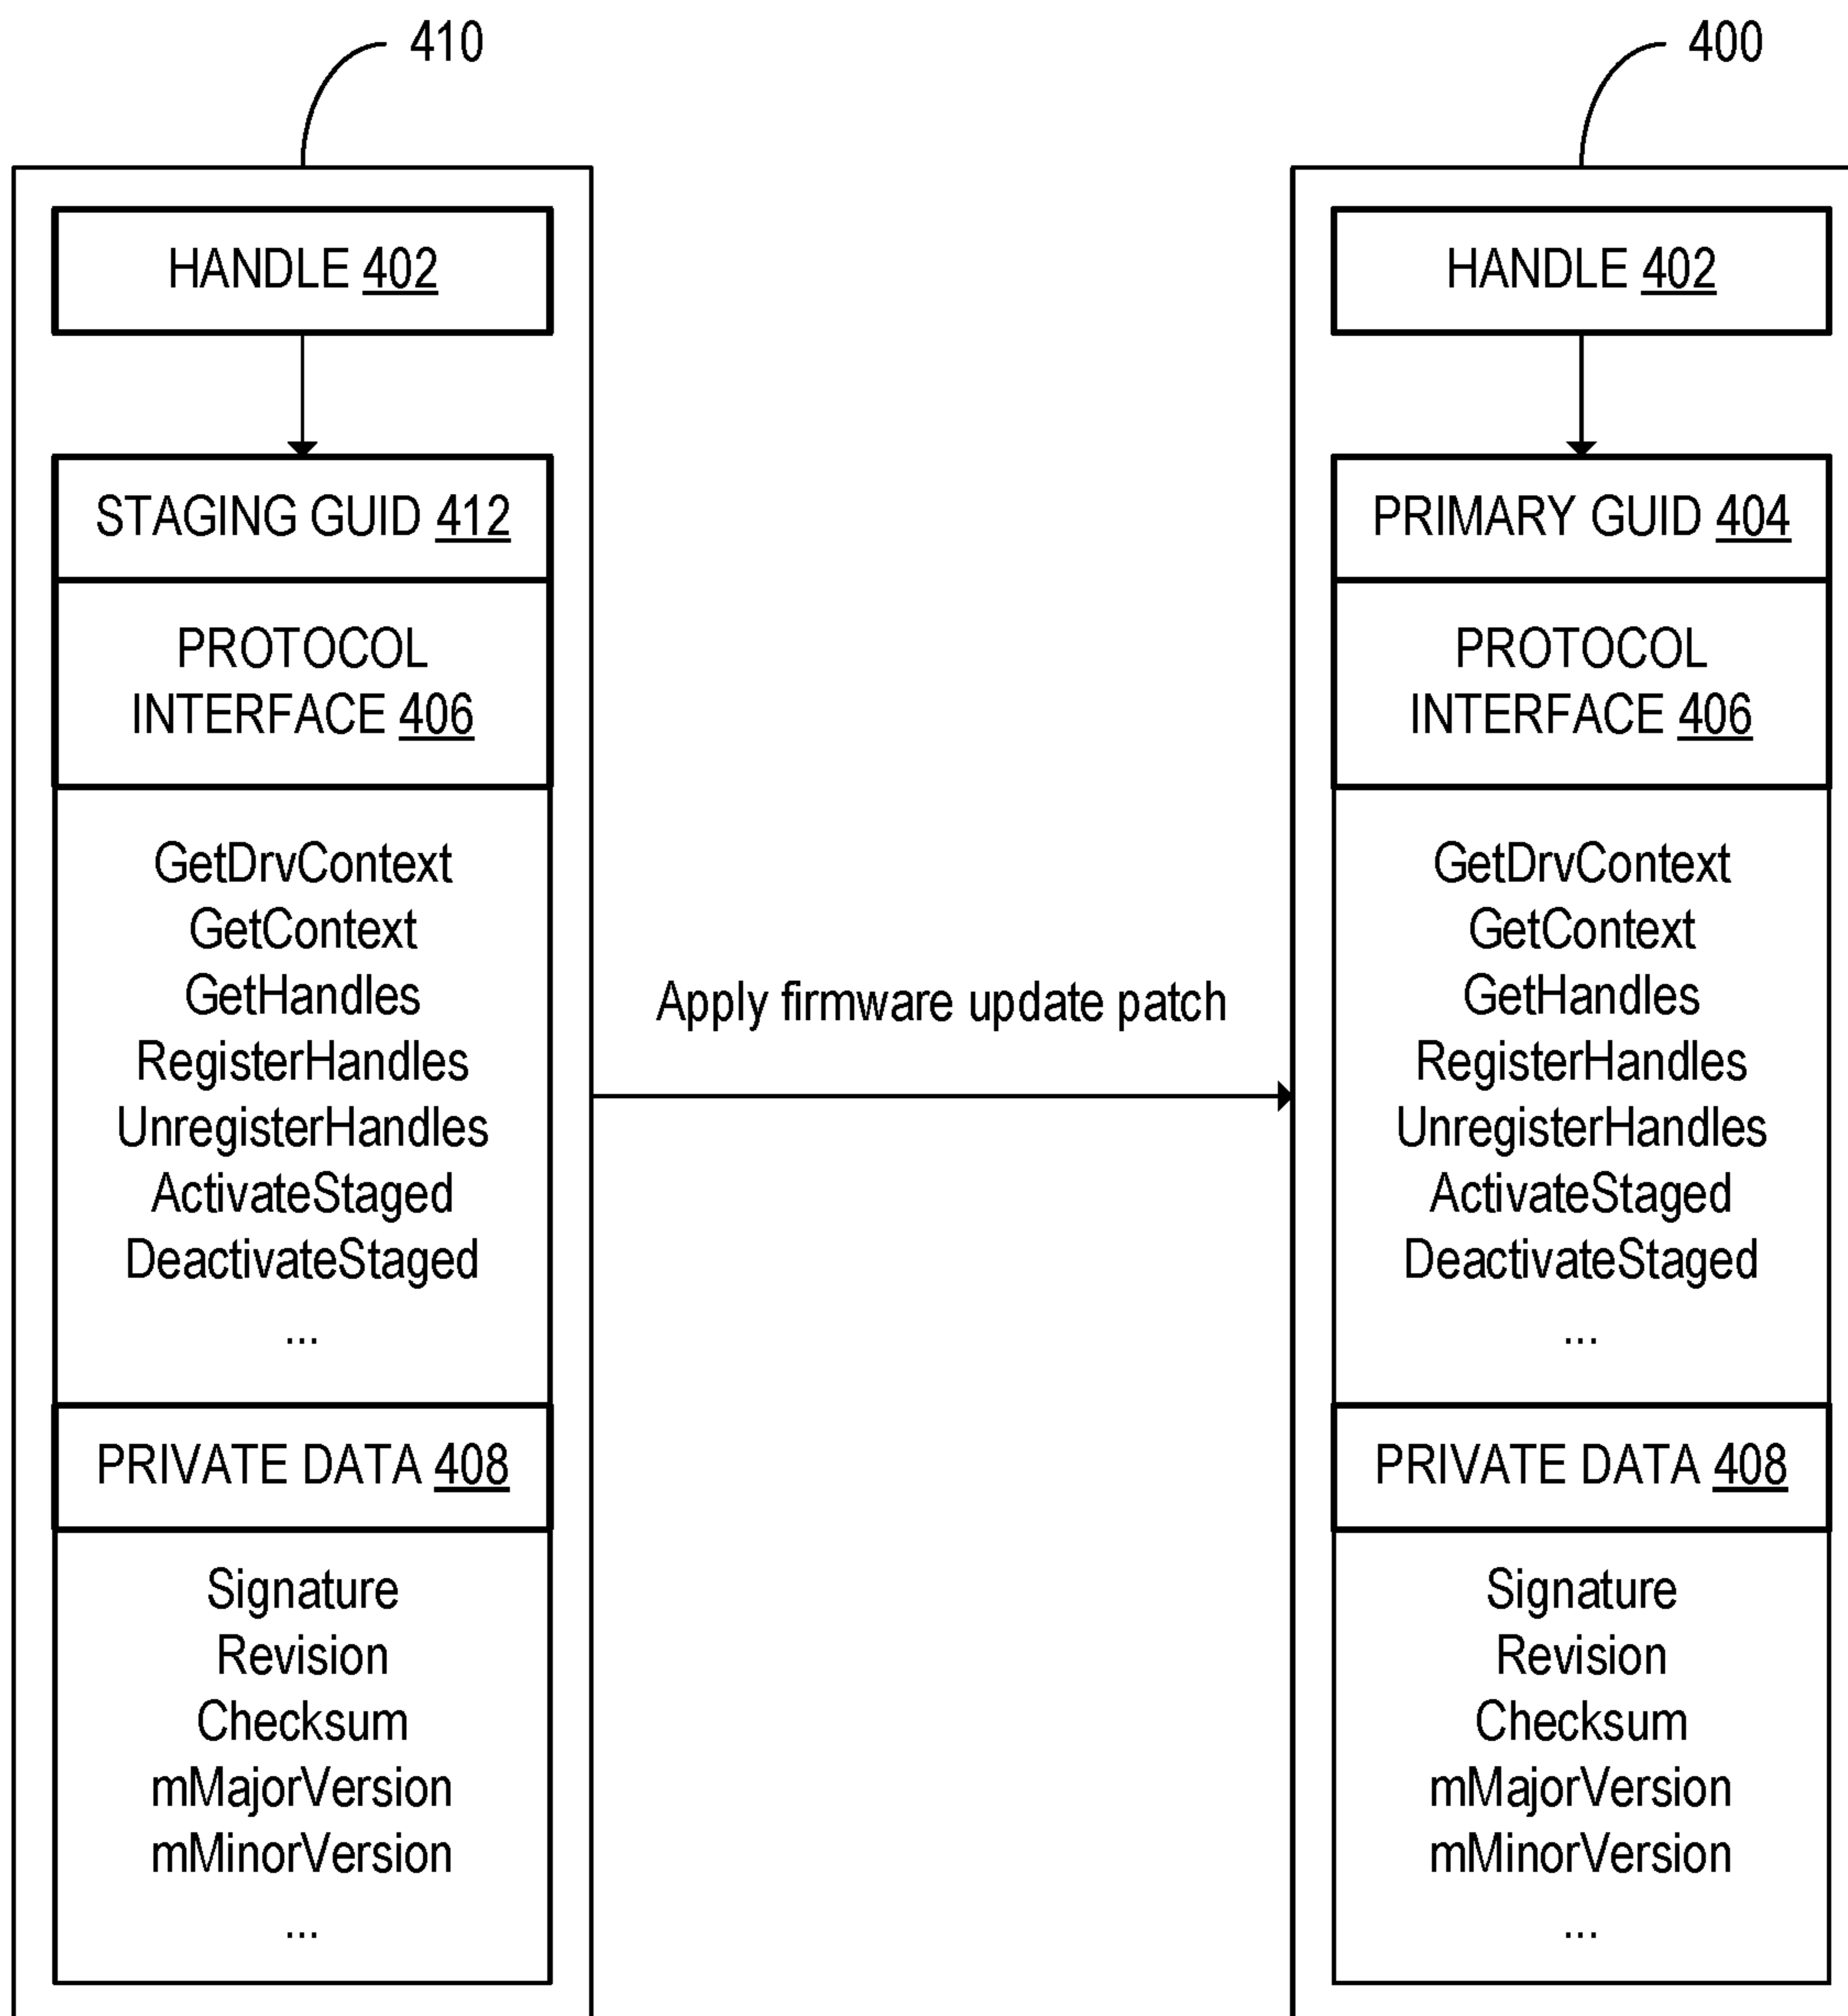 410
HANDLE 402
STAGING GUID 412
PROTOCOL
INTERFACE 406
GetDrvContext
GetContext
GetHandles
RegisterHandles
UnregisterHandles
ActivateStaged
DeactivateStaged
...
PRIVATE DATA 408
Signature
Revision
Checksum
mMajorVersion
mMinorVersion
...
Apply firmware update patch
400
HANDLE 402
PRIMARY GUID 404
PROTOCOL
INTERFACE 406
GetDrvContext
GetContext
GetHandles
RegisterHandles
UnregisterHandles
ActivateStaged
DeactivateStaged
...
PRIVATE DATA 408
Signature
Revision
Checksum
mMajorVersion
mMinorVersion
...